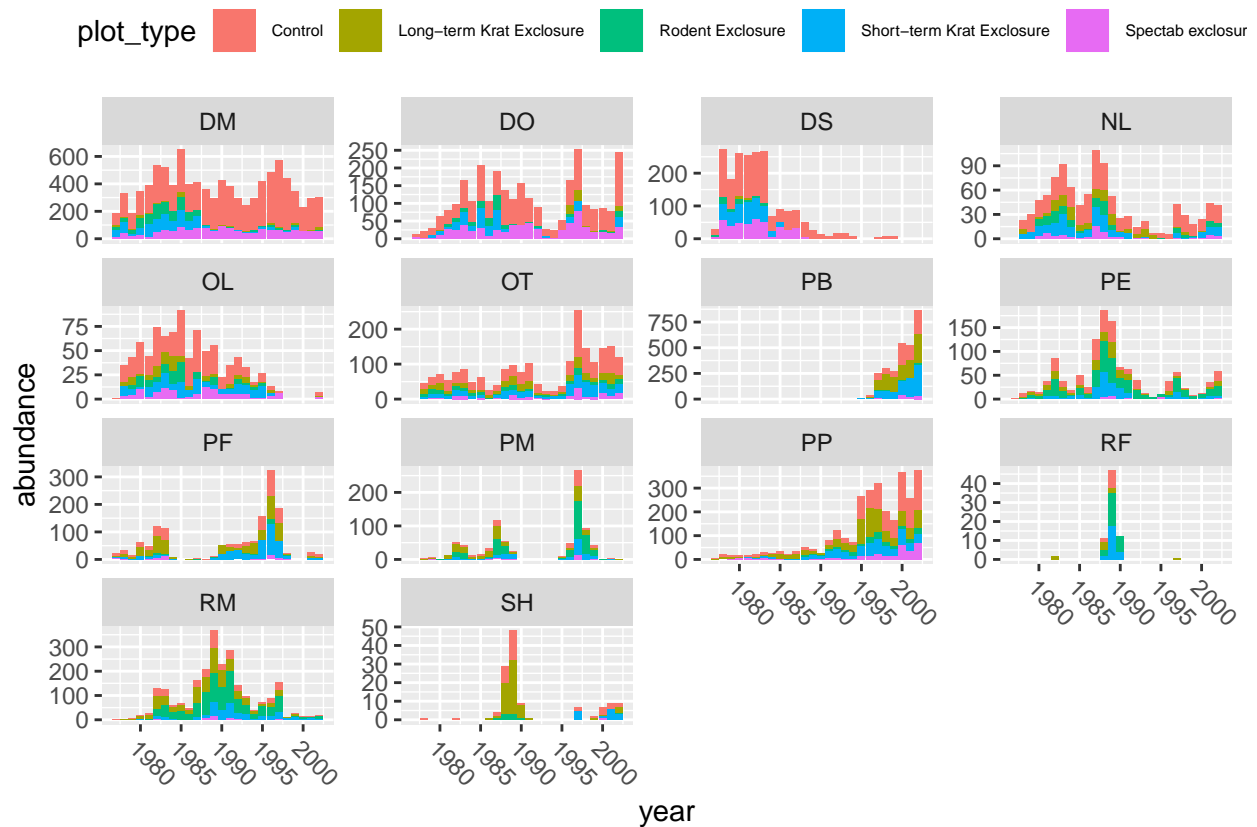 plot_type Control Long−term Krat Exclosure Rodent Exclosure Short−term Krat Exclosure Spectab exclosur
DM DO DS NL
600 400 200 0
250 200 150 100 50 0
200 100 0
90 60 30 0
OL OT PB PE
75 50 25 0
200 100 0
750 500 250 0
150 100 50 0
PF PM PP RF
300 200 100 0
200 100 0
300 200 100 0
40 30 20 10 0
1980 1985 1990 1995 2000
1980 1985 1990 1995 2000
RM SH
300 200 100 0
50 40 30 20 10 0
1980 1985 1990 1995 2000
1980 1985 1990 1995 2000
abundance
year